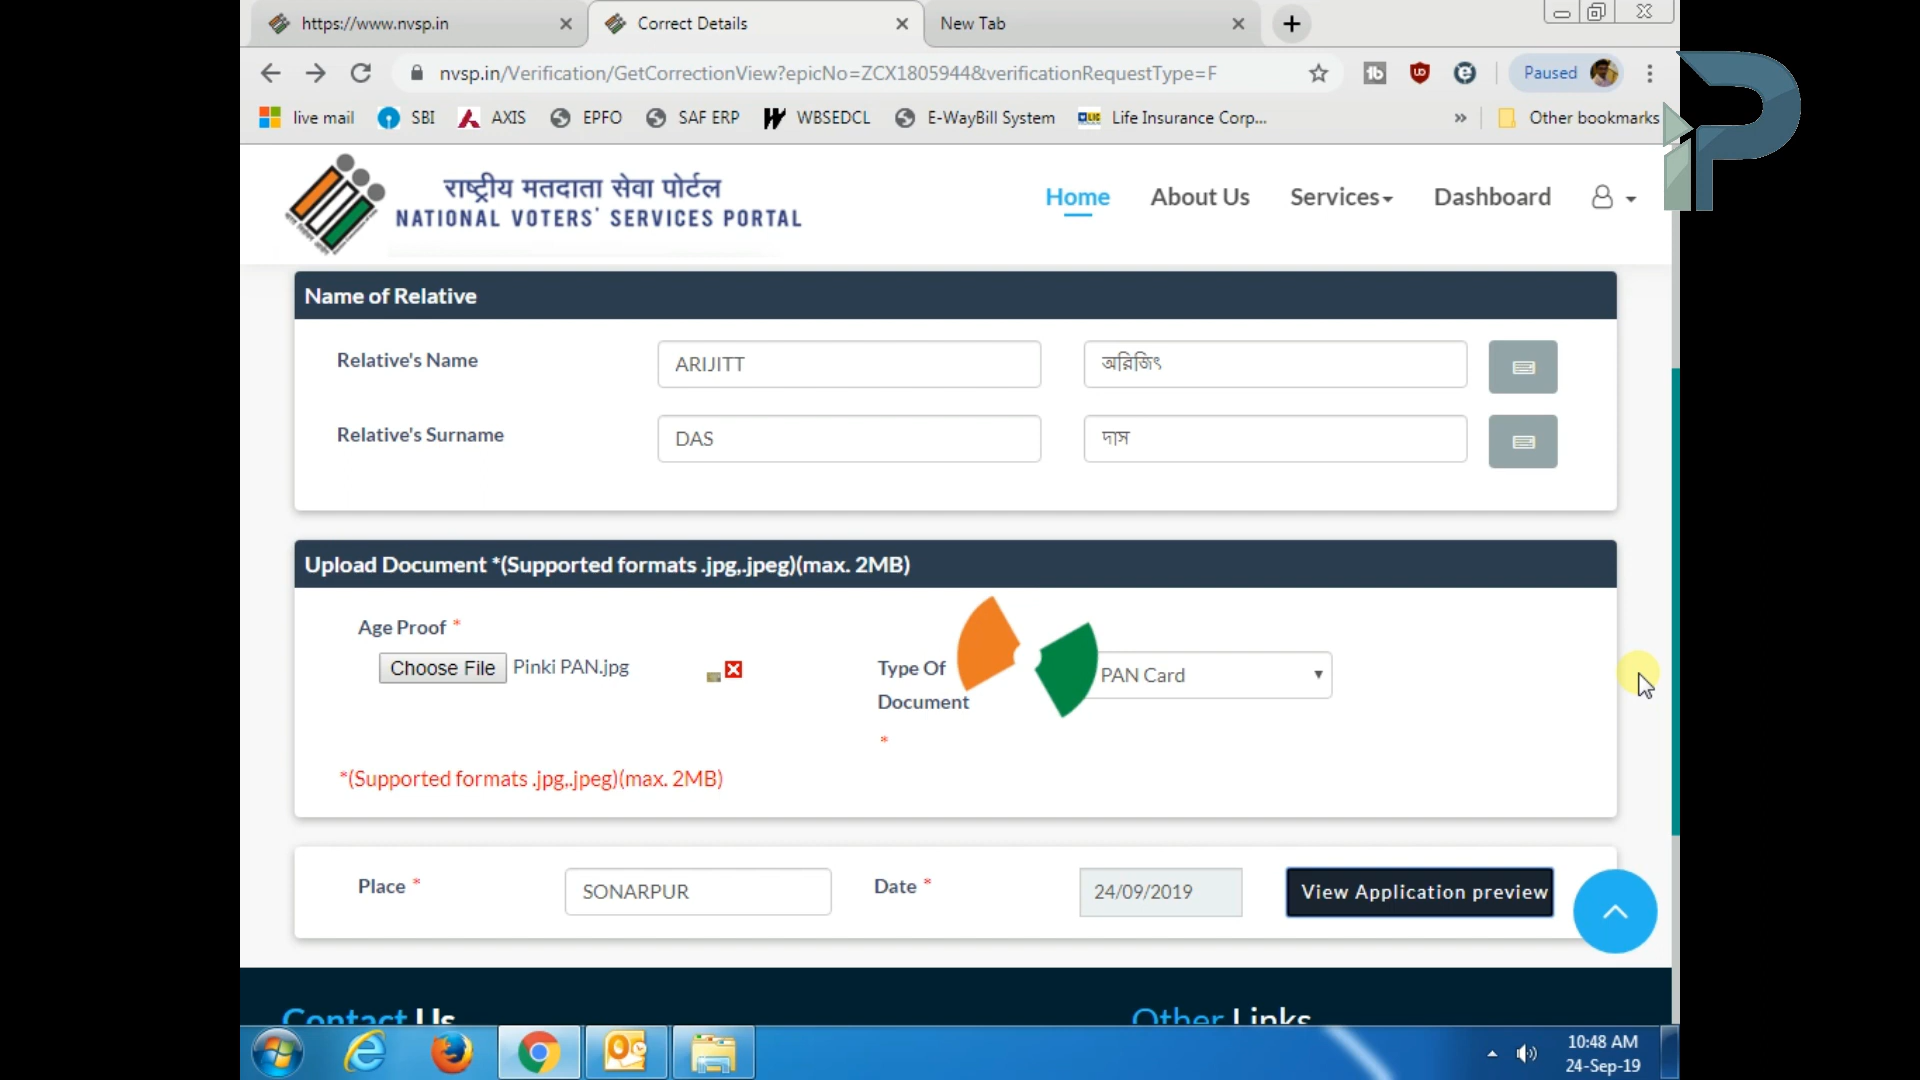 https://www.nvsp.in
Correct Details
New Tab
nvsp.in/Verification/GetCorrectionView?epicNo=ZCX1805944&verificationRequestType=F
Paused
live mail
SBI
AXIS
EPFO
SAF ERP
WBSEDCL
E-WayBill System
Life Insurance Corp...
»
Other bookmarks
राष्ट्रीय मतदाता सेवा पोर्टल
NATIONAL VOTERS' SERVICES PORTAL
Home
About Us
Services
Dashboard
Name of Relative
Relative's Name
ARIJITT
অরিজিৎ
Relative's Surname
DAS
দাস
Upload Document *(Supported formats .jpg,.jpeg)(max. 2MB)
Age Proof *
Choose File Pinki PAN.jpg
Type Of
Document
*
PAN Card
*(Supported formats .jpg,.jpeg)(max. 2MB)
Place *
SONARPUR
Date *
24/09/2019
View Application preview
Contact Us
Other Links
10:48 AM
24-Sep-19